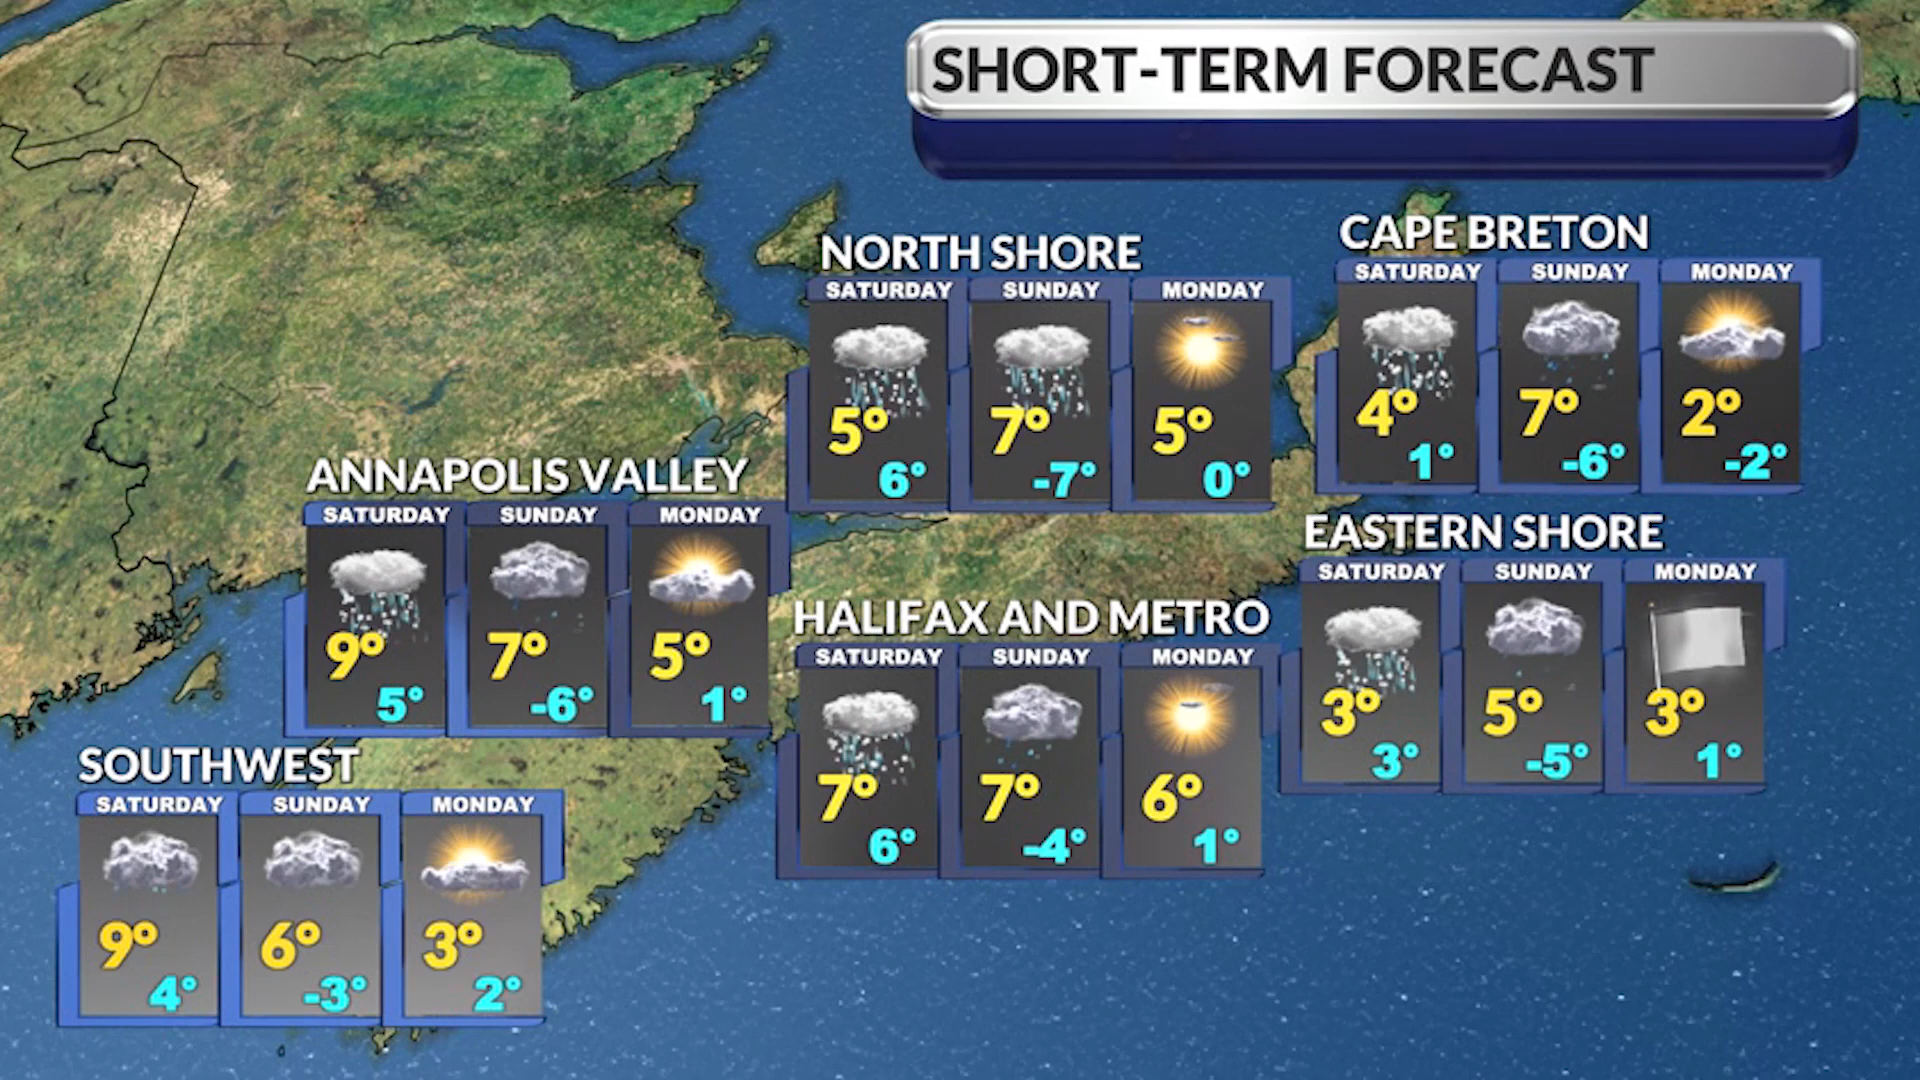 SHORT-TERM FORECAST
NORTH SHORE
SATURDAY SUNDAY MONDAY
5° 7° 5°
6° -7° 0°
CAPE BRETON
SATURDAY SUNDAY MONDAY
4° 7° 2°
1° -6° -2°
ANNAPOLIS VALLEY
SATURDAY SUNDAY MONDAY
9° 7° 5°
5° -6° 1°
HALIFAX AND METRO
SATURDAY SUNDAY MONDAY
7° 7° 6°
6° -4° 1°
EASTERN SHORE
SATURDAY SUNDAY MONDAY
3° 5° 3°
3° -5° 1°
SOUTHWEST
SATURDAY SUNDAY MONDAY
9° 6° 3°
4° -3° 2°